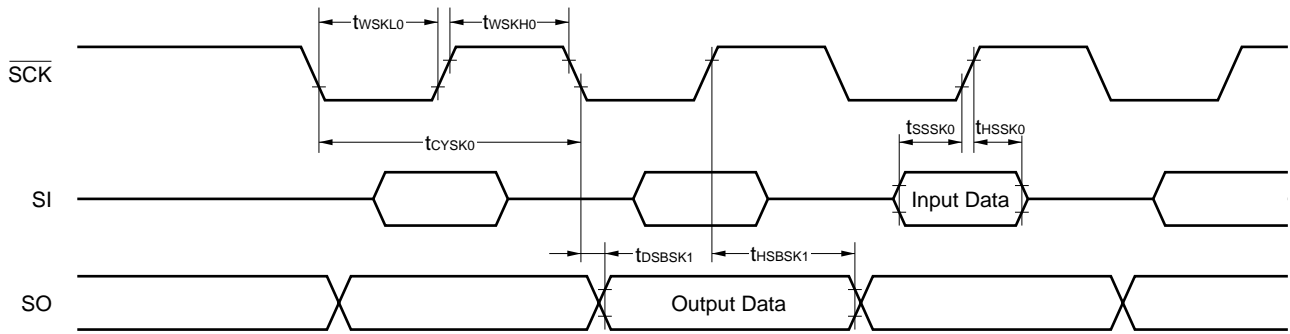 tWSKL0 tWSKH0
SCK
tSSSK0 tHSSK0
tCYSK0
SI Input Data
tDSBSK1 tHSBSK1
SO Output Data